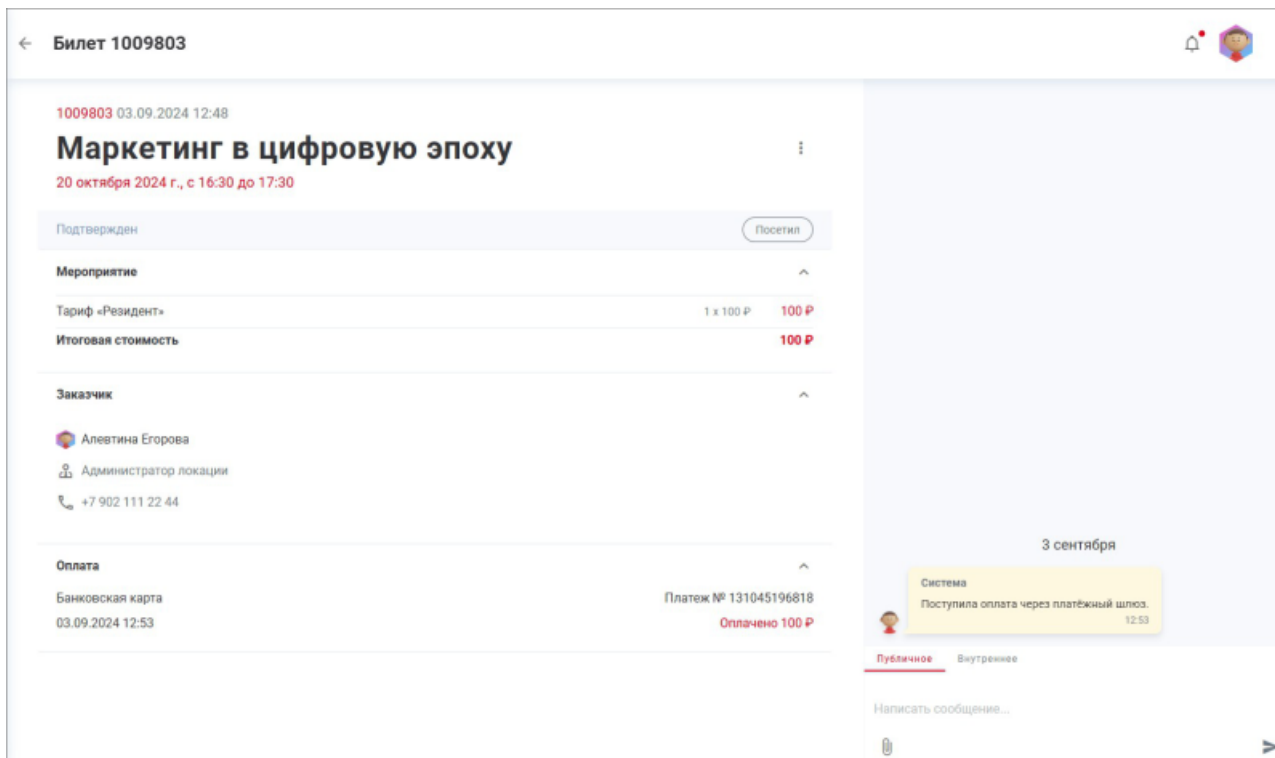 Билет 1009803
1009803 03.09.2024 12:48
Маркетинг в цифровую эпоху
20 октября 2024 г., с 16:30 до 17:30
Подтвержден
Посетил
Мероприятие
Тариф «Резидент» 1 x 100 ₽ 100 ₽
Итоговая стоимость 100 ₽
Заказчик
Алевтина Егорова
Администратор локации
+7 902 111 22 44
Оплата
Банковская карта Платеж № 131045196818
03.09.2024 12:53 Оплачено 100 ₽
3 сентября
Система
Поступила оплата через платёжный шлюз.
12:53
Публичное Внутреннее
Написать сообщение...